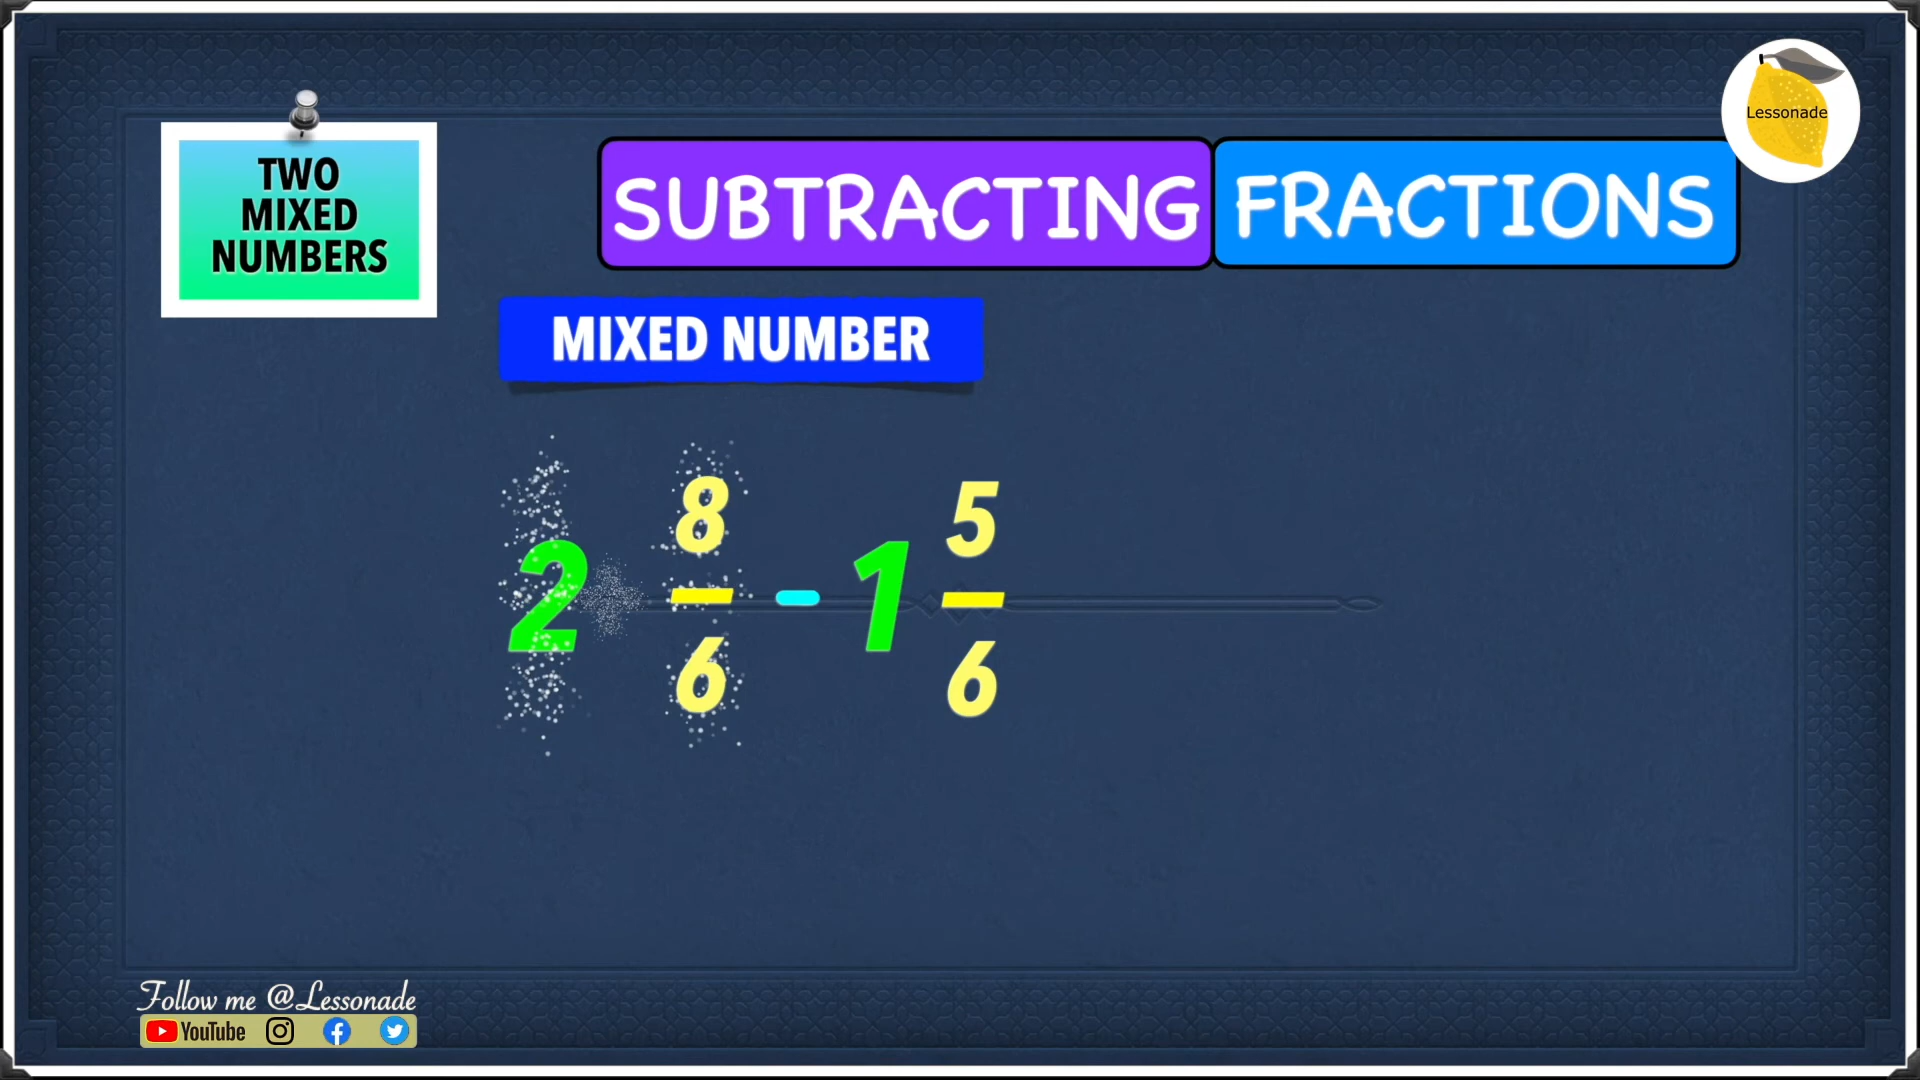 TWO
MIXED
NUMBERS
SUBTRACTING FRACTIONS
Lessonade
MIXED NUMBER
2 8/6 - 1 5/6
Follow me @Lessonade
YouTube